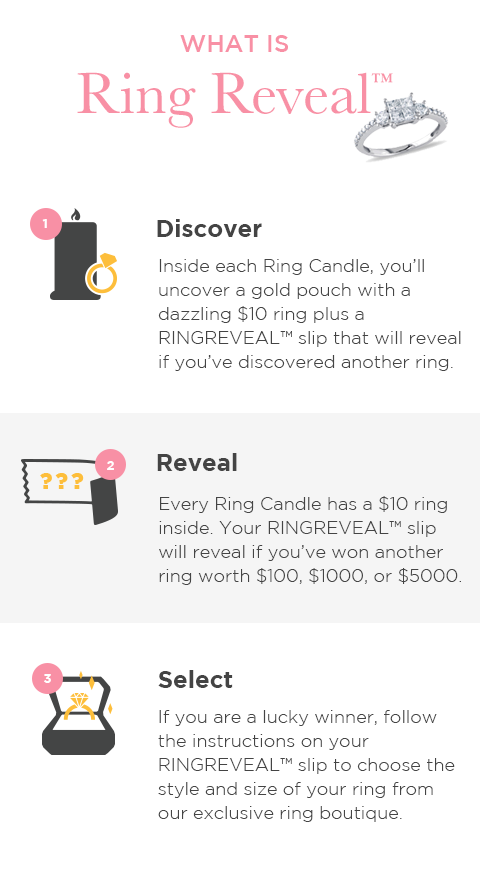 WHAT IS
Ring Reveal™
1
Discover
Inside each Ring Candle, you’ll
uncover a gold pouch with a
dazzling $10 ring plus a
RINGREVEAL™ slip that will reveal
if you’ve discovered another ring.
2
???
Reveal
Every Ring Candle has a $10 ring
inside. Your RINGREVEAL™ slip
will reveal if you’ve won another
ring worth $100, $1000, or $5000.
3
Select
If you are a lucky winner, follow
the instructions on your
RINGREVEAL™ slip to choose the
style and size of your ring from
our exclusive ring boutique.